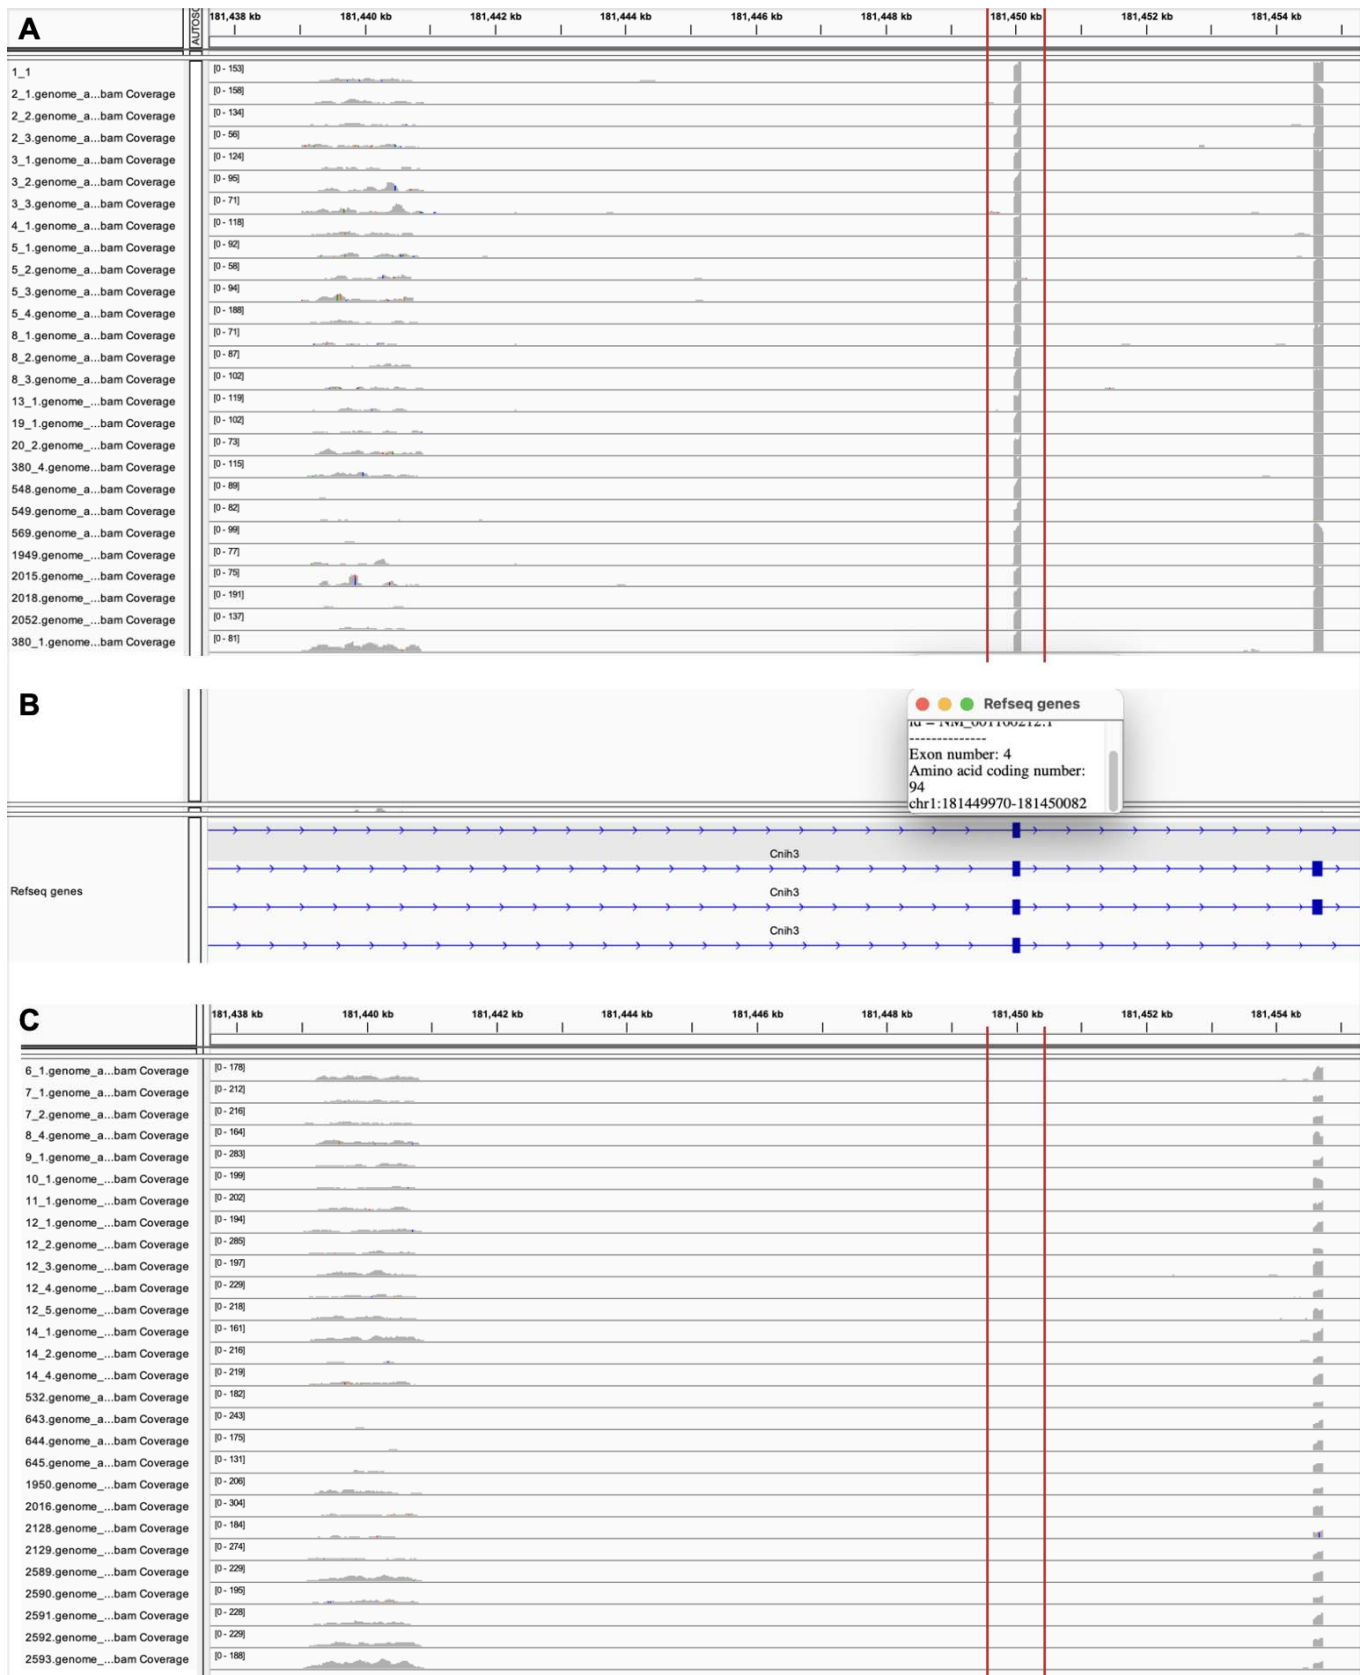 A
AUTOSC
181,438 kb 181,440 kb 181,442 kb 181,444 kb 181,446 kb 181,448 kb 181,450 kb 181,452 kb 181,454 kb
1_1 [0 - 153]
2_1.genome_a...bam Coverage [0 - 158]
2_2.genome_a...bam Coverage [0 - 134]
2_3.genome_a...bam Coverage [0 - 56]
3_1.genome_a...bam Coverage [0 - 124]
3_2.genome_a...bam Coverage [0 - 95]
3_3.genome_a...bam Coverage [0 - 71]
4_1.genome_a...bam Coverage [0 - 118]
5_1.genome_a...bam Coverage [0 - 92]
5_2.genome_a...bam Coverage [0 - 58]
5_3.genome_a...bam Coverage [0 - 94]
5_4.genome_a...bam Coverage [0 - 188]
8_1.genome_a...bam Coverage [0 - 71]
8_2.genome_a...bam Coverage [0 - 87]
8_3.genome_a...bam Coverage [0 - 102]
13_1.genome_...bam Coverage [0 - 119]
19_1.genome_...bam Coverage [0 - 102]
20_2.genome_...bam Coverage [0 - 73]
380_4.genome...bam Coverage [0 - 115]
548.genome_a...bam Coverage [0 - 89]
549.genome_a...bam Coverage [0 - 82]
569.genome_a...bam Coverage [0 - 99]
1949.genome_...bam Coverage [0 - 77]
2015.genome_...bam Coverage [0 - 75]
2018.genome_...bam Coverage [0 - 191]
2052.genome_...bam Coverage [0 - 137]
380_1.genome...bam Coverage [0 - 81]
B
Refseq genes
id = NM_001160212.1
--------------
Exon number: 4
Amino acid coding number:
94
chr1:181449970-181450082
Cnih3
Refseq genes
Cnih3
Cnih3
C
181,438 kb 181,440 kb 181,442 kb 181,444 kb 181,446 kb 181,448 kb 181,450 kb 181,452 kb 181,454 kb
6_1.genome_a...bam Coverage [0 - 178]
7_1.genome_a...bam Coverage [0 - 212]
7_2.genome_a...bam Coverage [0 - 216]
8_4.genome_a...bam Coverage [0 - 164]
9_1.genome_a...bam Coverage [0 - 283]
10_1.genome_...bam Coverage [0 - 199]
11_1.genome_...bam Coverage [0 - 202]
12_1.genome_...bam Coverage [0 - 194]
12_2.genome_...bam Coverage [0 - 285]
12_3.genome_...bam Coverage [0 - 197]
12_4.genome_...bam Coverage [0 - 229]
12_5.genome_...bam Coverage [0 - 218]
14_1.genome_...bam Coverage [0 - 161]
14_2.genome_...bam Coverage [0 - 216]
14_4.genome_...bam Coverage [0 - 219]
532.genome_a...bam Coverage [0 - 182]
643.genome_a...bam Coverage [0 - 243]
644.genome_a...bam Coverage [0 - 175]
645.genome_a...bam Coverage [0 - 131]
1950.genome_...bam Coverage [0 - 206]
2016.genome_...bam Coverage [0 - 304]
2128.genome_...bam Coverage [0 - 184]
2129.genome_...bam Coverage [0 - 274]
2589.genome_...bam Coverage [0 - 229]
2590.genome_...bam Coverage [0 - 195]
2591.genome_...bam Coverage [0 - 228]
2592.genome_...bam Coverage [0 - 229]
2593.genome_...bam Coverage [0 - 188]